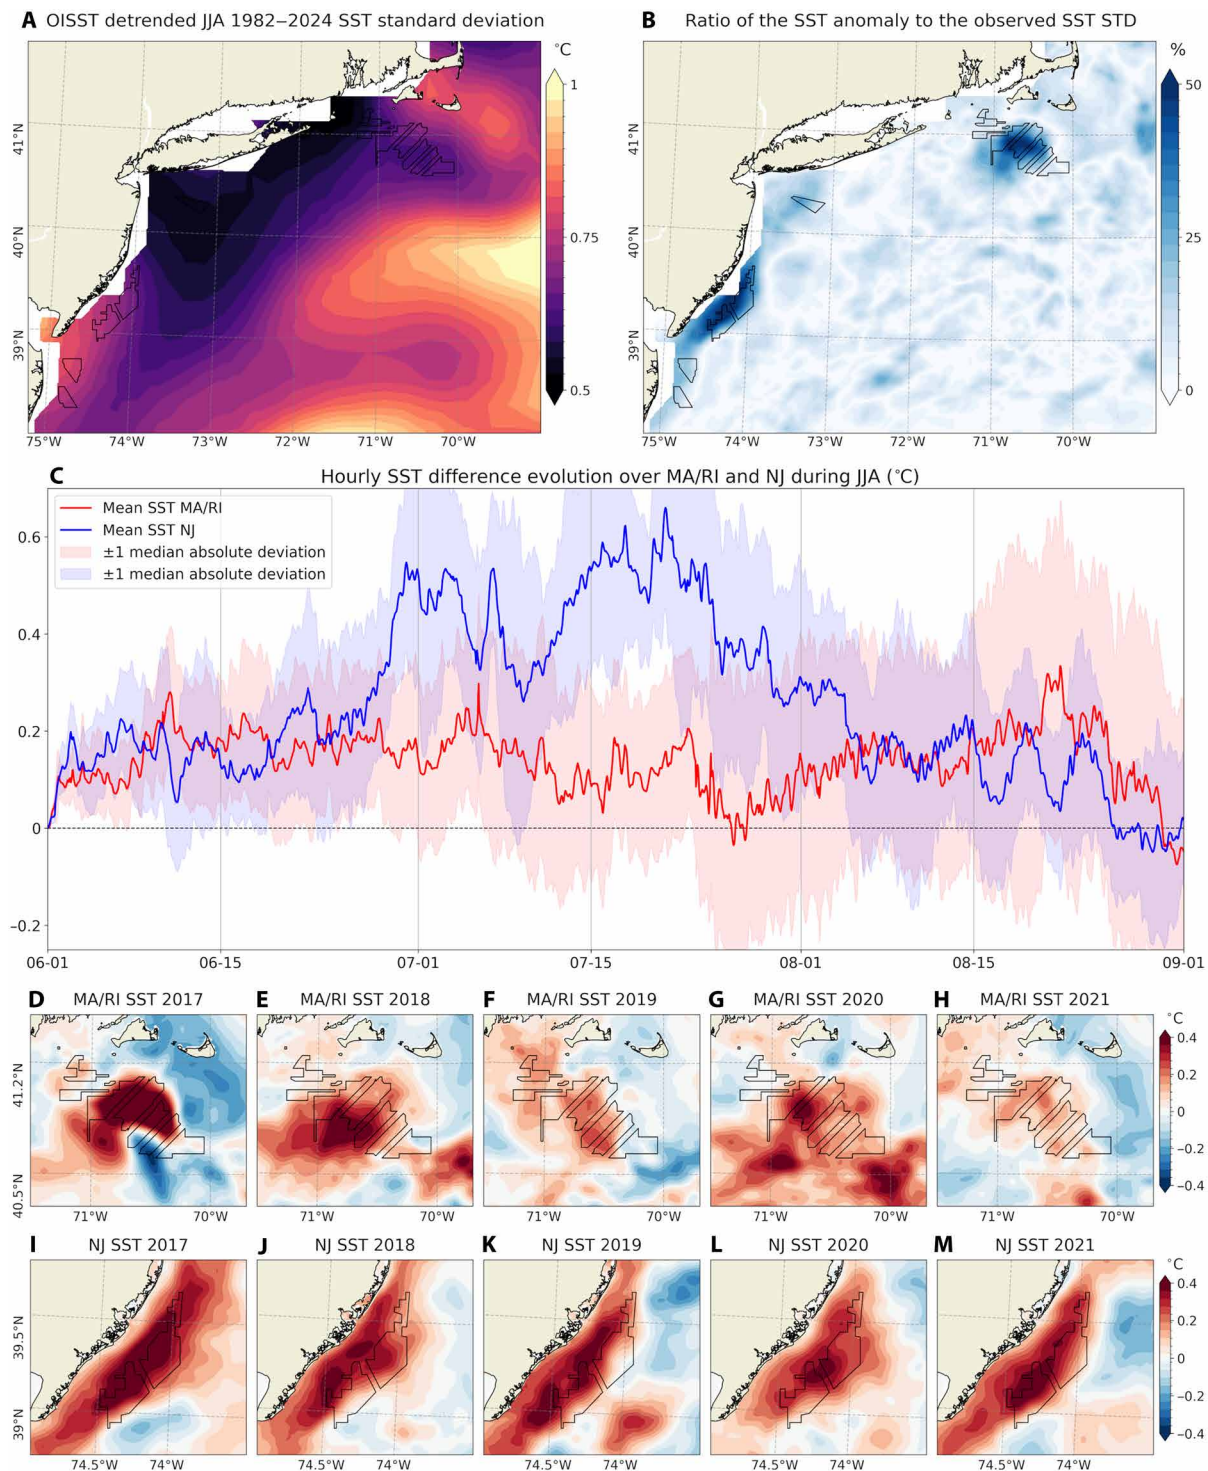 A OISST detrended JJA 1982–2024 SST standard deviation
°C
1
0.75
0.5
41°N
40°N
39°N
75°W 74°W 73°W 72°W 71°W 70°W
B Ratio of the SST anomaly to the observed SST STD
%
50
25
0
41°N
40°N
39°N
75°W 74°W 73°W 72°W 71°W 70°W
C Hourly SST difference evolution over MA/RI and NJ during JJA (°C)
Mean SST MA/RI
Mean SST NJ
±1 median absolute deviation
±1 median absolute deviation
0.6
0.4
0.2
0
−0.2
06-01 06-15 07-01 07-15 08-01 08-15 09-01
D MA/RI SST 2017
E MA/RI SST 2018
F MA/RI SST 2019
G MA/RI SST 2020
H MA/RI SST 2021
41.2°N
40.5°N
71°W 70°W
71°W 70°W
71°W 70°W
71°W 70°W
71°W 70°W
°C
0.4
0.2
0
−0.2
−0.4
I NJ SST 2017
J NJ SST 2018
K NJ SST 2019
L NJ SST 2020
M NJ SST 2021
39.5°N
39°N
74.5°W 74°W
74.5°W 74°W
74.5°W 74°W
74.5°W 74°W
74.5°W 74°W
°C
0.4
0.2
0
−0.2
−0.4